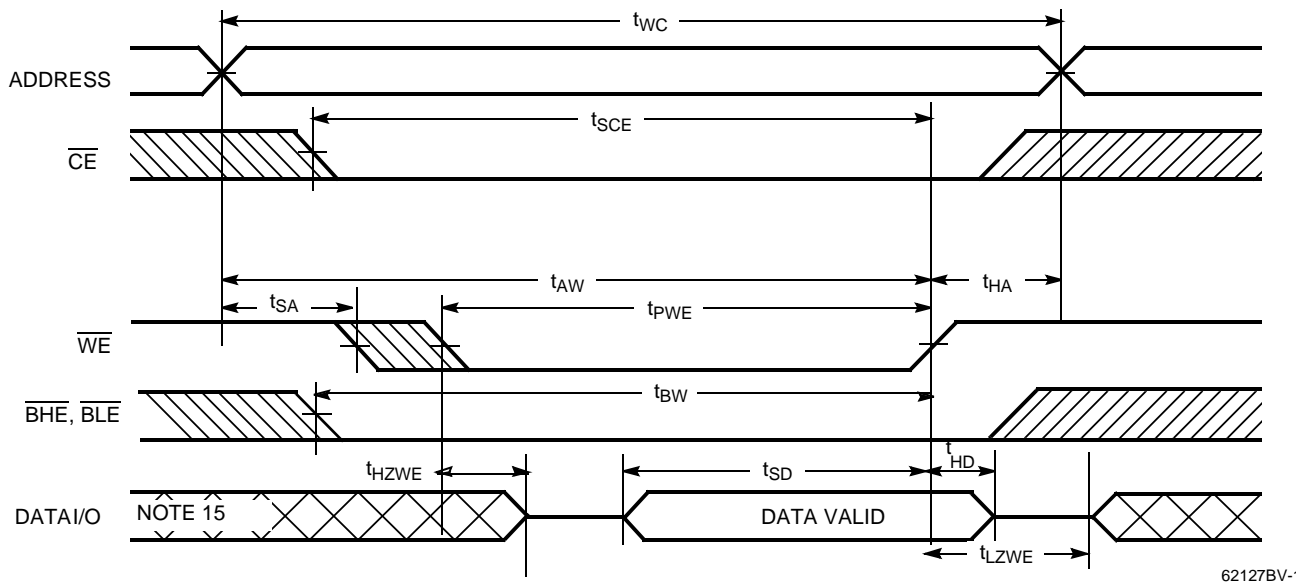 tWC
ADDRESS
tSCE
CE
tAW
tHA
tSA
tPWE
WE
tBW
BHE, BLE
tHZWE
tSD
tHD
DATAI/O
NOTE 15
DATA VALID
tLZWE